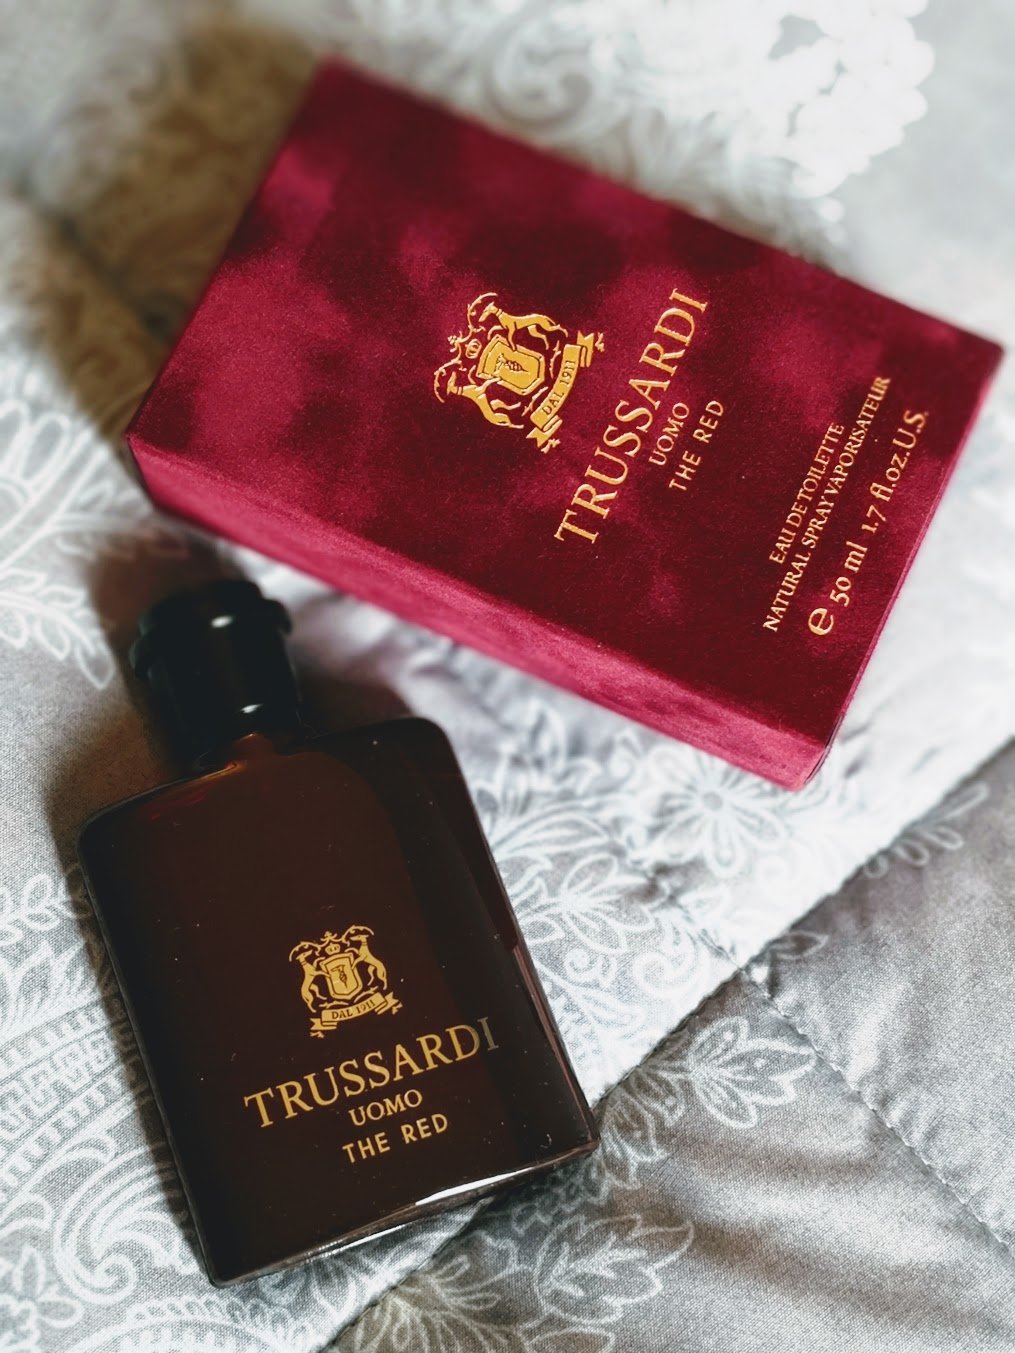 DAL 1911
TRUSSARDI
UOMO
THE RED
EAU DE TOILETTE
NATURAL SPRAY VAPORISATEUR
e 50 ml 1.7 fl.oz.U.S.
DAL 1911
TRUSSARDI
UOMO
THE RED